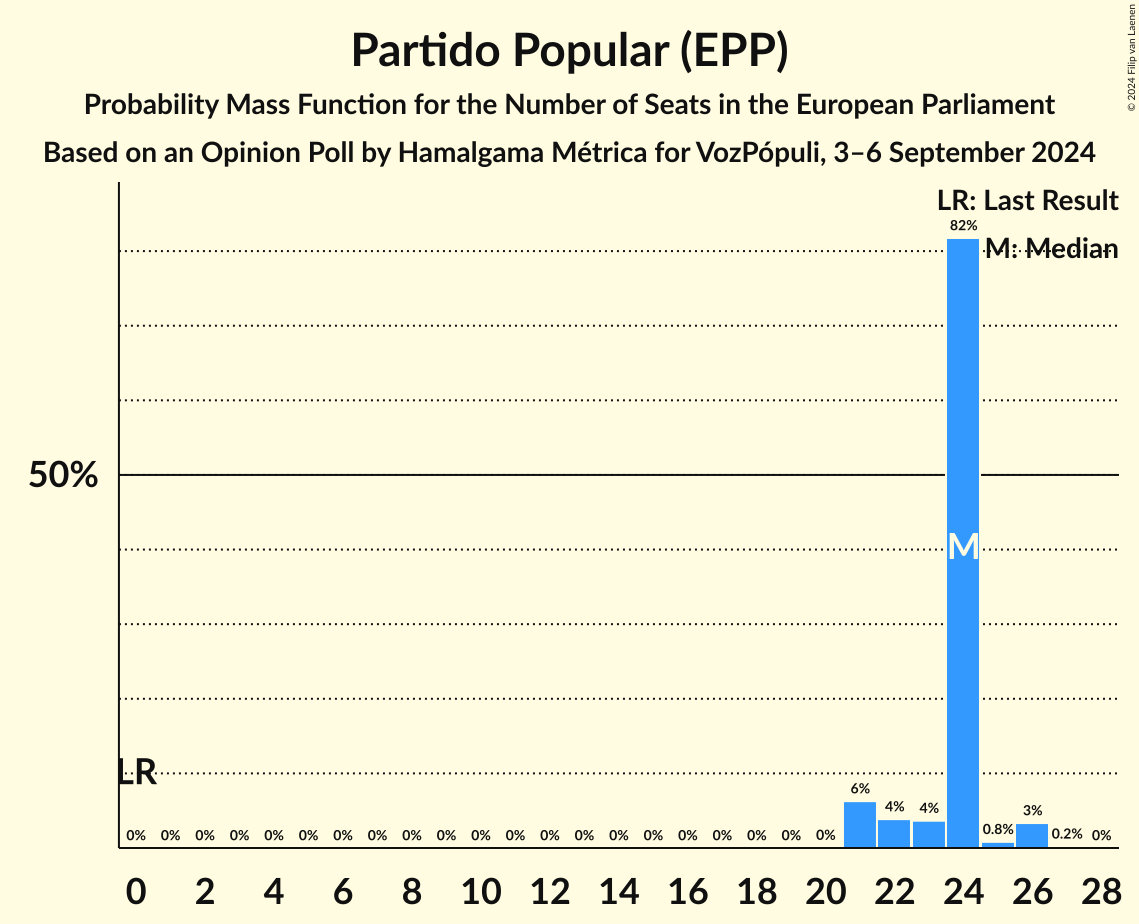 Partido Popular (EPP)
Probability Mass Function for the Number of Seats in the European Parliament
Based on an Opinion Poll by Hamalgama Métrica for VozPópuli, 3–6 September 2024
© 2024 Filip van Laenen
LR: Last Result
82%
M: Median
50%
M
LR
6%
4%
4%
3%
0% 0% 0% 0% 0% 0% 0% 0% 0% 0% 0% 0% 0% 0% 0% 0% 0% 0% 0% 0% 0% 0.8% 0.2% 0%
0 2 4 6 8 10 12 14 16 18 20 22 24 26 28